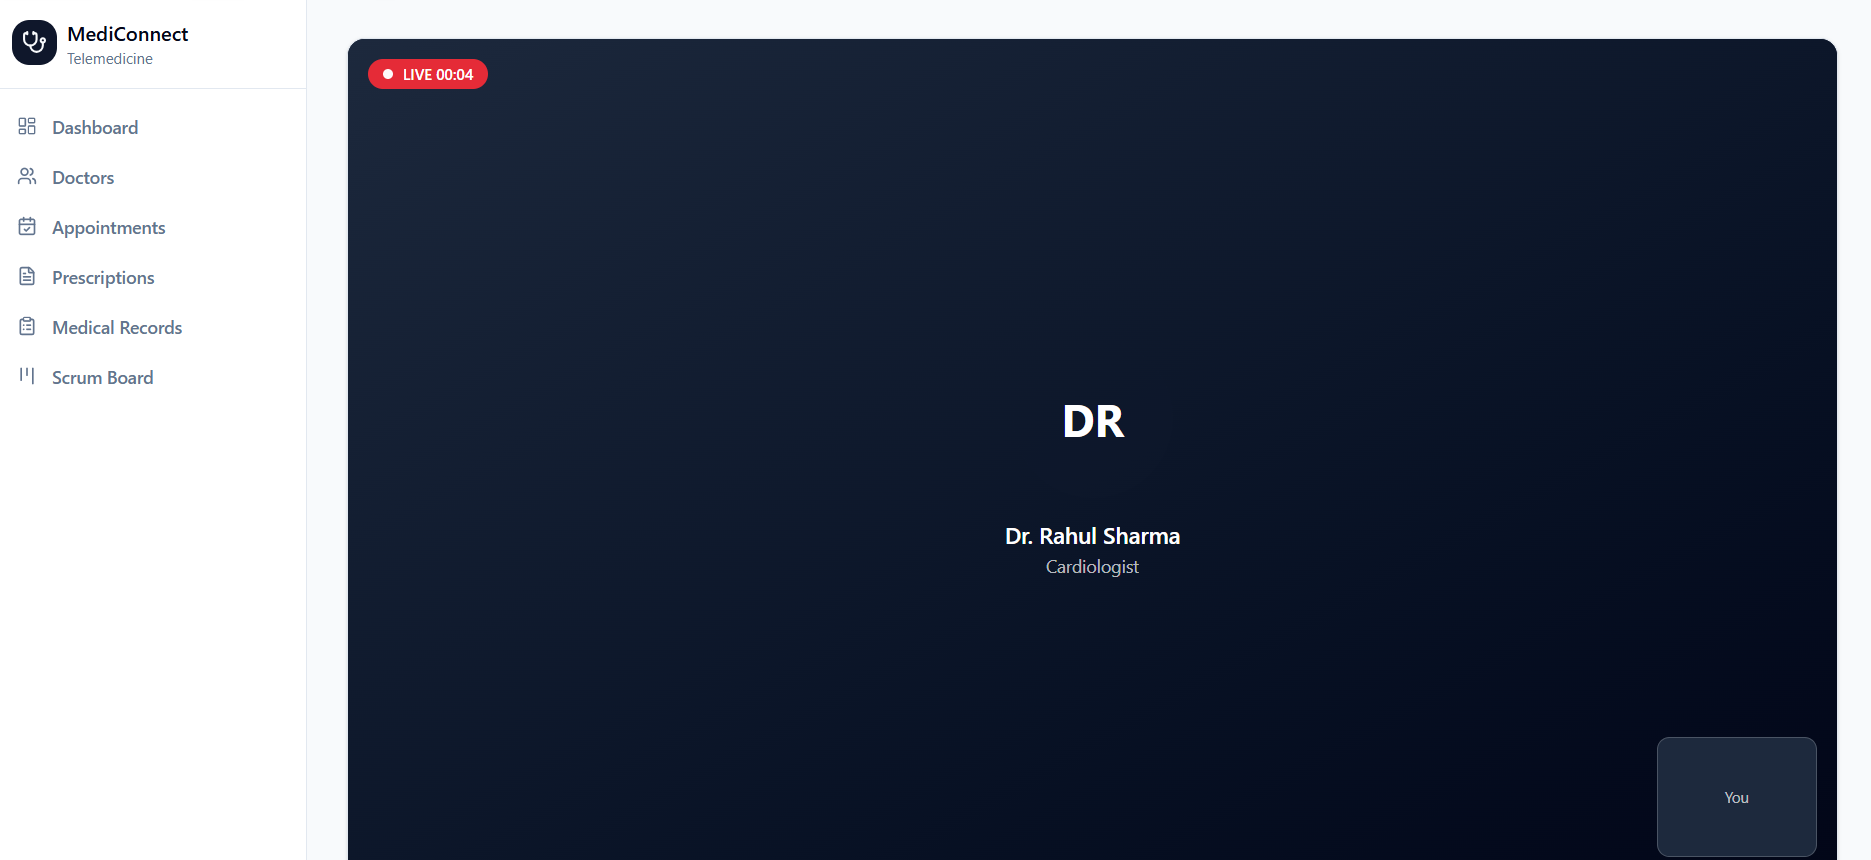 MediConnect
Telemedicine
Dashboard
Doctors
Appointments
Prescriptions
Medical Records
Scrum Board
LIVE 00:04
DR
Dr. Rahul Sharma
Cardiologist
You